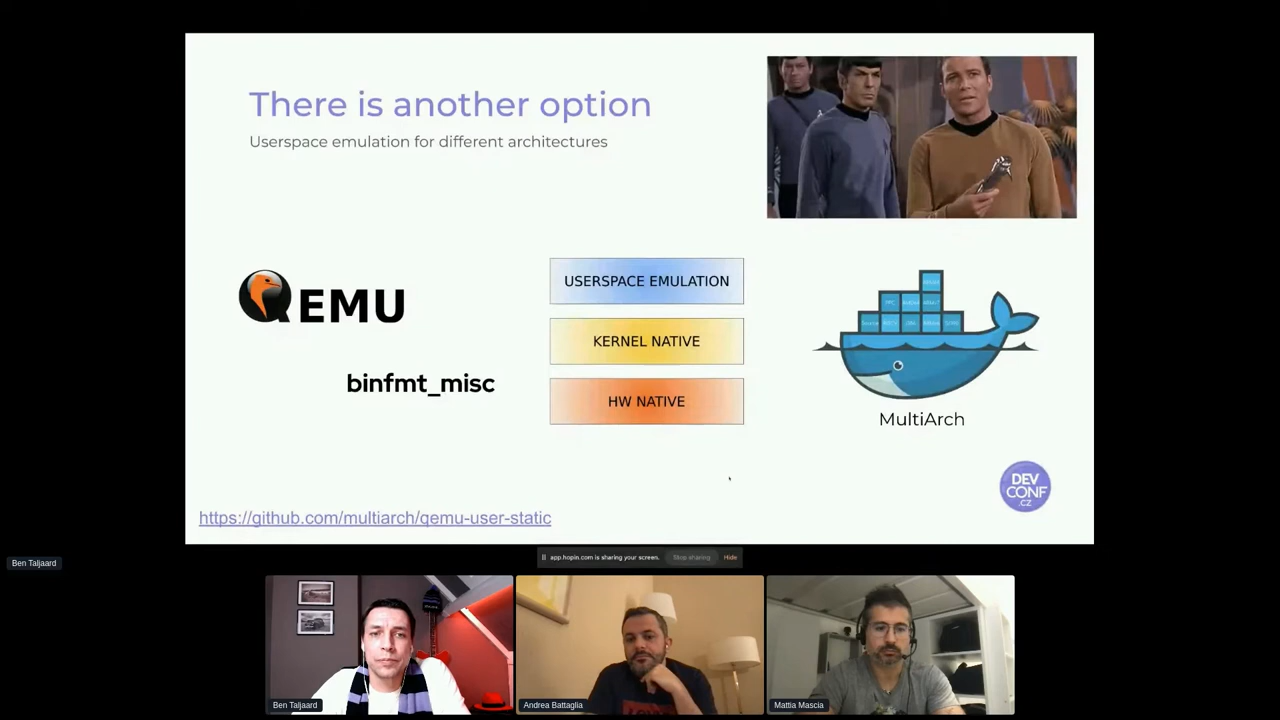 There is another option
Userspace emulation for different architectures
QEMU
binfmt_misc
USERSPACE EMULATION
KERNEL NATIVE
HW NATIVE
MultiArch
DEV
CONF
.CZ
https://github.com/multiarch/qemu-user-static
app.hopin.com is sharing your screen.
Stop sharing
Hide
Ben Taljaard
Ben Taljaard
Andrea Battaglia
Mattia Mascia